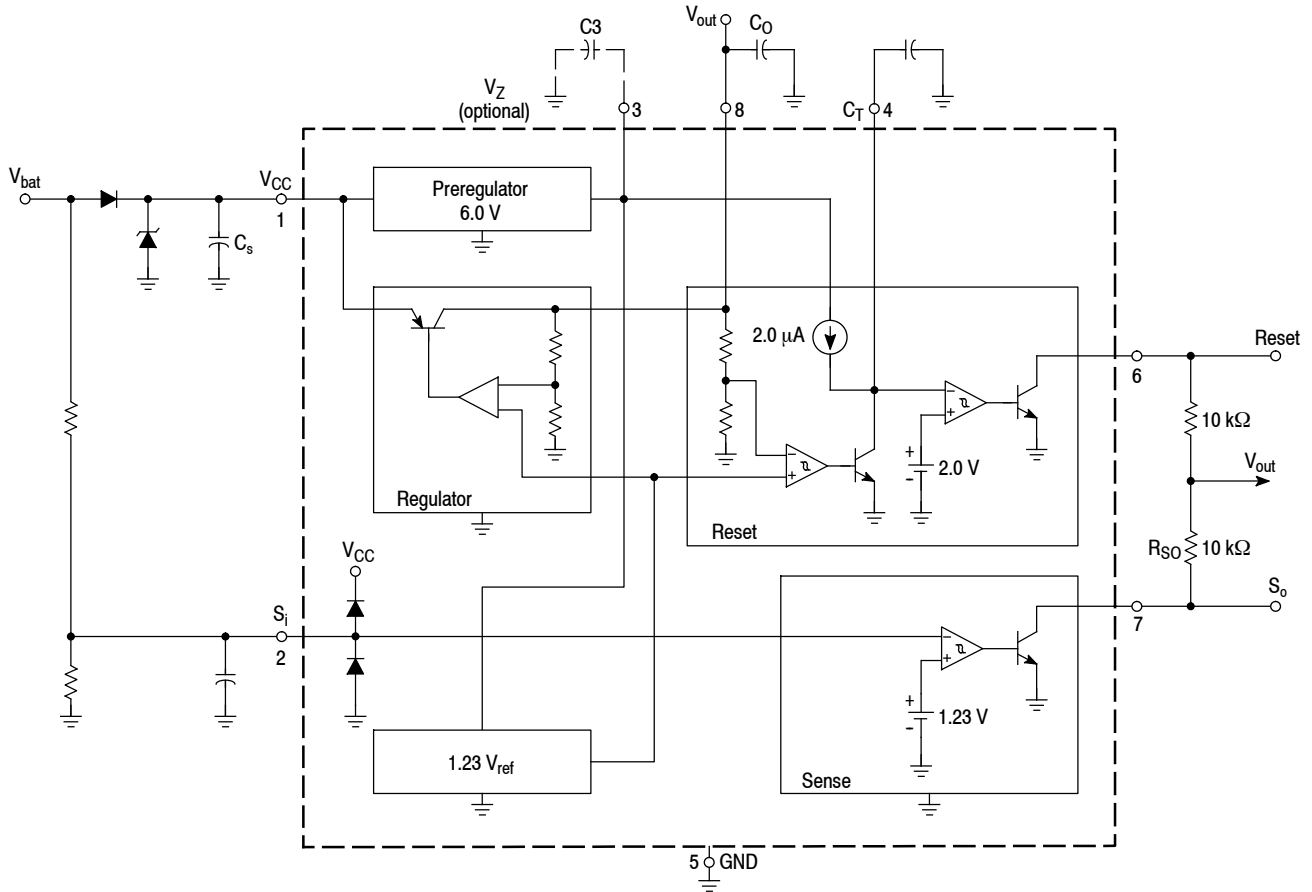 C3
Vout
CO
VZ
(optional)
3
8
CT
4
Vbat
VCC
1
Preregulator
6.0 V
Cs
2.0 μA
Reset
6
10 kΩ
2.0 V
Vout
Regulator
Reset
RSO
10 kΩ
VCC
Si
2
So
7
1.23 V
1.23 Vref
Sense
5
GND
+
-
+
-
-
+
-
+
-
+